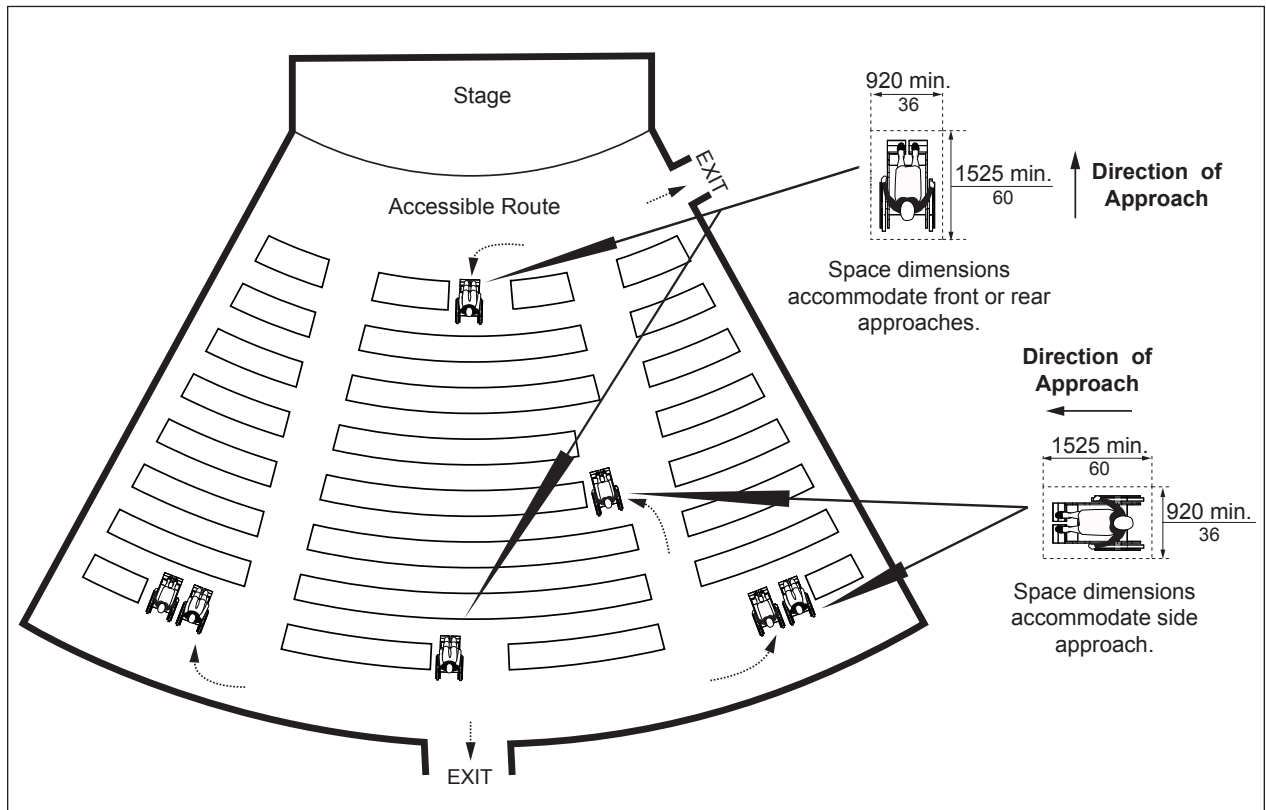 Stage
EXIT
Accessible Route
920 min.
36
1525 min.
60
Direction of
Approach
Space dimensions
accommodate front or rear
approaches.
Direction of
Approach
1525 min.
60
920 min.
36
Space dimensions
accommodate side
approach.
EXIT